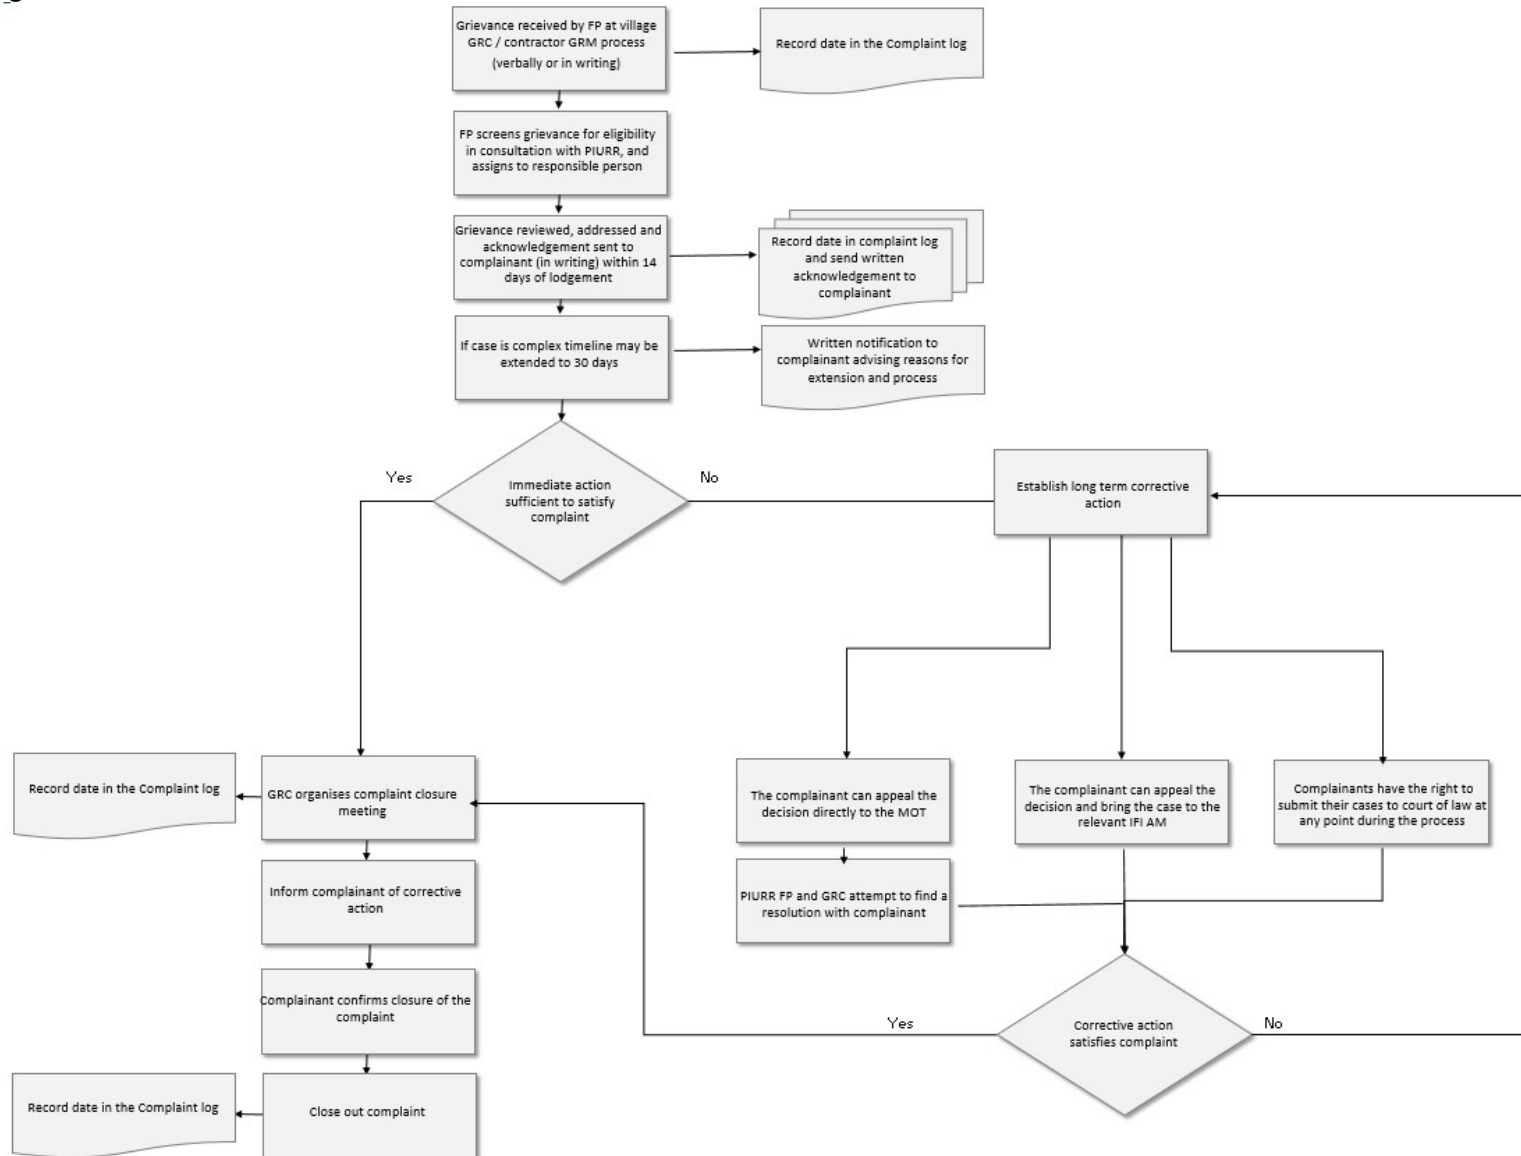 Grievance received by FP at village
GRC / contractor GRM process
(verbally or in writing)
Record date in the Complaint log
FP screens grievance for eligibility
in consultation with PIURR, and
assigns to responsible person
Grievance reviewed, addressed and
acknowledgement sent to
complainant (in writing) within 14
days of lodgement
Record date in complaint log
and send written
acknowledgement to
complainant
If case is complex timeline may be
extended to 30 days
Written notification to
complainant advising reasons for
extension and process
Yes
Immediate action
sufficient to satisfy
complaint
No
Establish long term corrective
action
Record date in the Complaint log
GRC organises complaint closure
meeting
The complainant can appeal the
decision directly to the MOT
The complainant can appeal the
decision and bring the case to the
relevant IFI AM
Complainants have the right to
submit their cases to court of law at
any point during the process
Inform complainant of corrective
action
PIURR FP and GRC attempt to find a
resolution with complainant
Complainant confirms closure of the
complaint
Yes
Corrective action
satisfies complaint
No
Record date in the Complaint log
Close out complaint